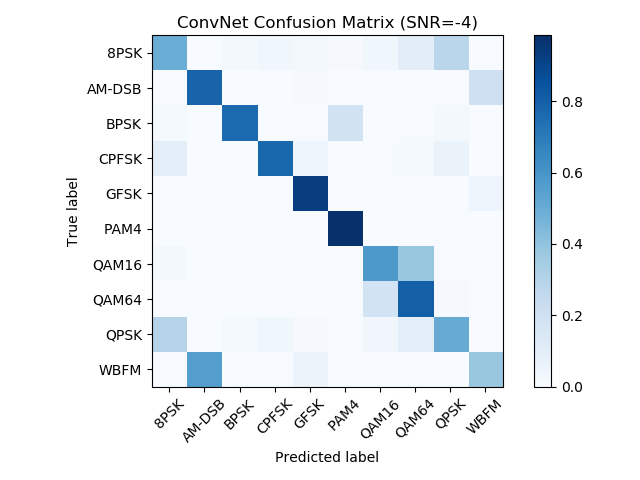 ConvNet Confusion Matrix (SNR=-4)
True label
8PSK
AM-DSB
BPSK
CPFSK
GFSK
PAM4
QAM16
QAM64
QPSK
WBFM
8PSK
AM-DSB
BPSK
CPFSK
GFSK
PAM4
QAM16
QAM64
QPSK
WBFM
Predicted label
0.8
0.6
0.4
0.2
0.0